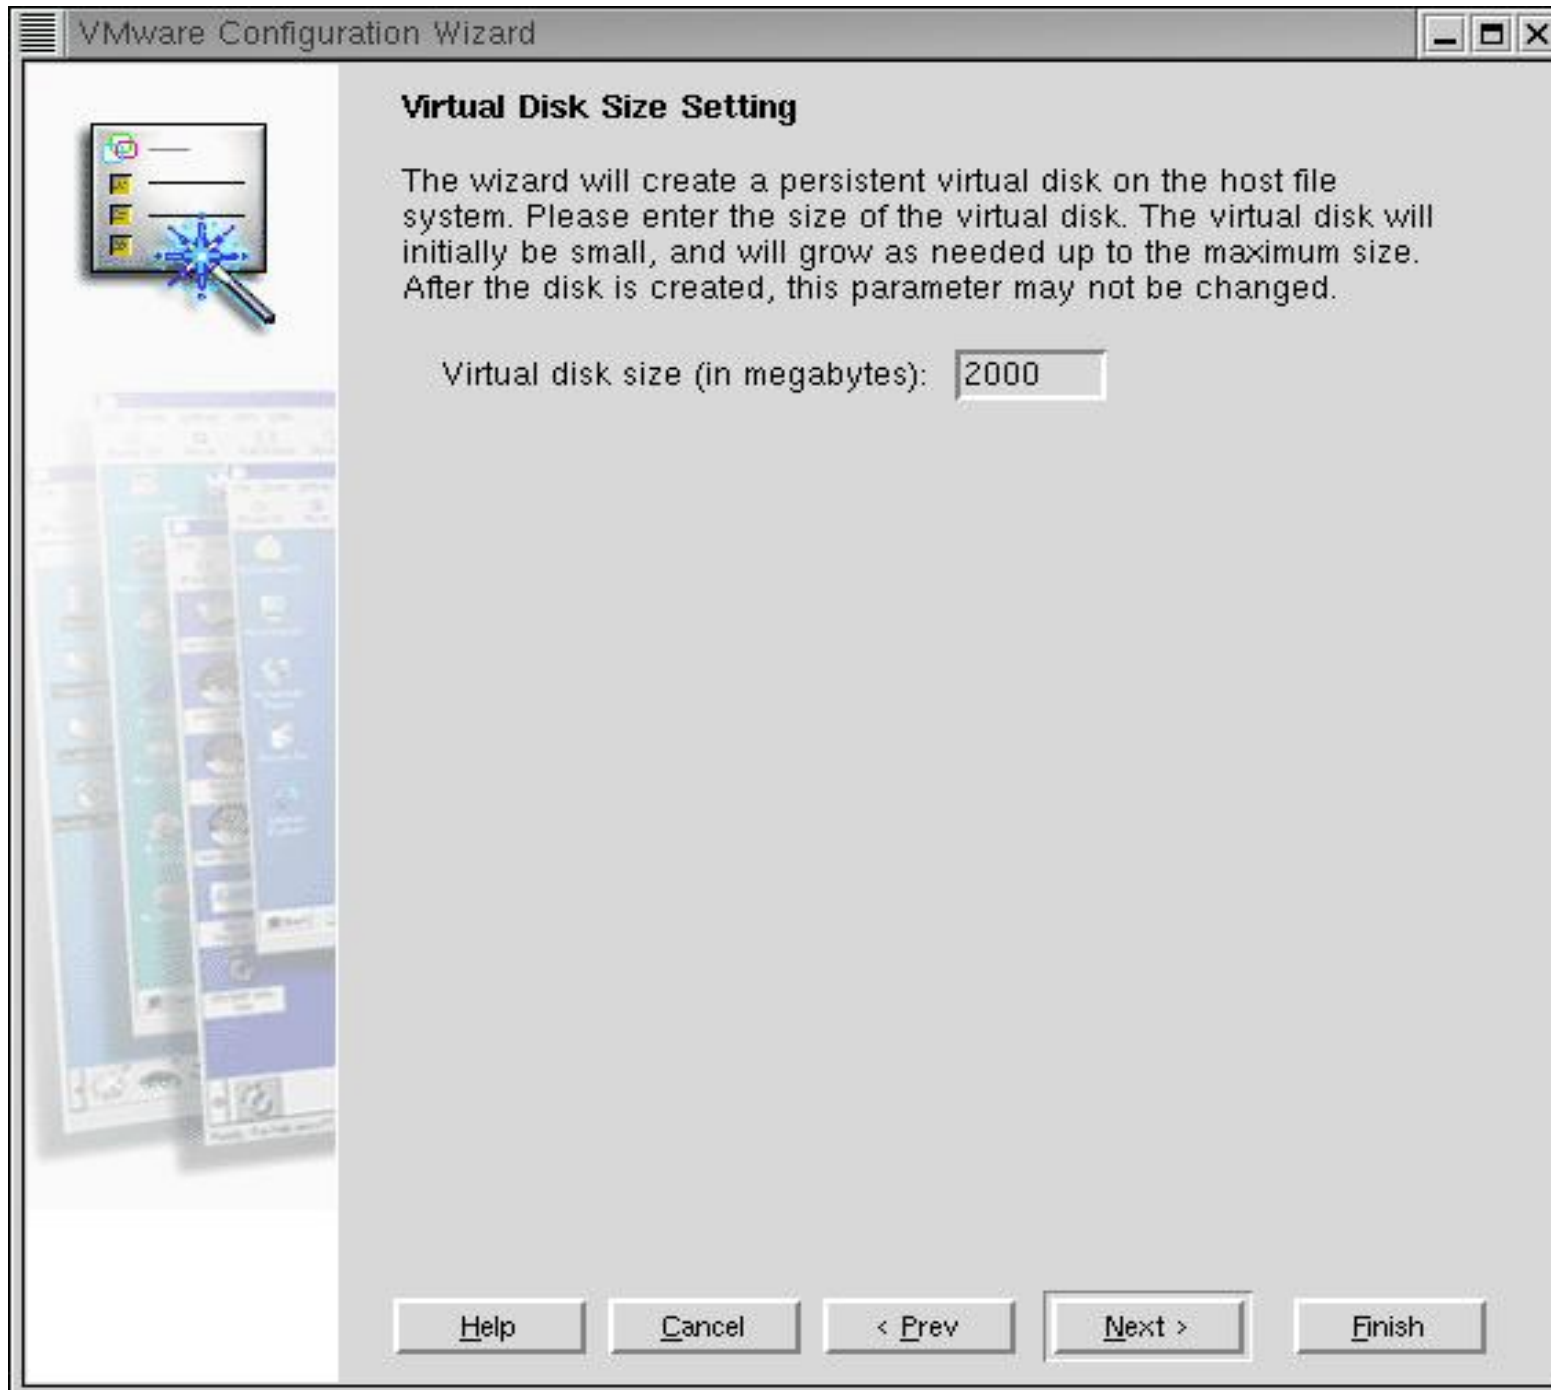 VMware Configuration Wizard
Virtual Disk Size Setting
The wizard will create a persistent virtual disk on the host file
system. Please enter the size of the virtual disk. The virtual disk will
initially be small, and will grow as needed up to the maximum size.
After the disk is created, this parameter may not be changed.
Virtual disk size (in megabytes): 2000
Help Cancel < Prev Next > Finish